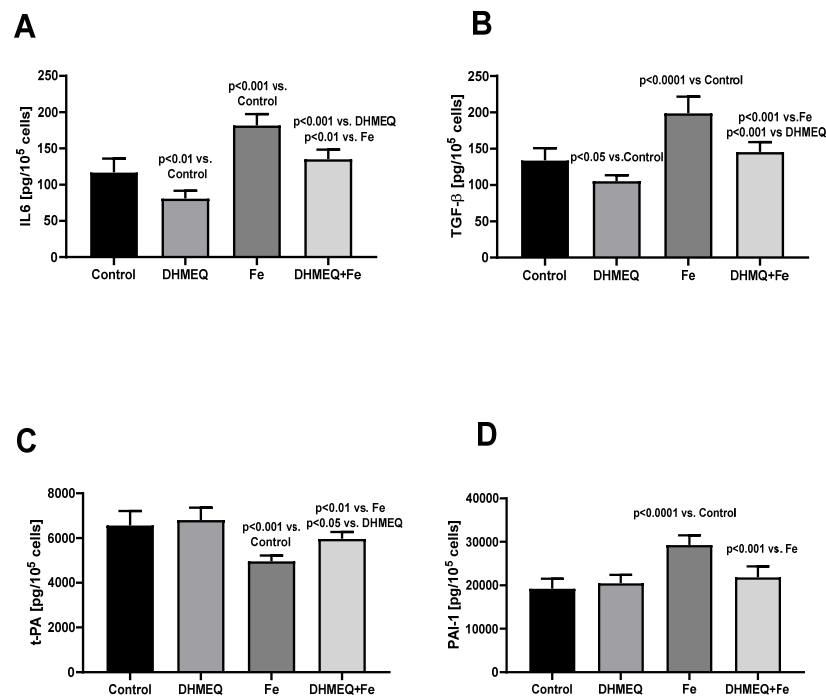 A
IL6 [pg/10⁵ cells]
250
200
150
100
50
0
p<0.01 vs.
Control
p<0.001 vs.
Control
p<0.001 vs. DHMEQ
p<0.01 vs. Fe
Control DHMEQ Fe DHMEQ+Fe
B
TGF-β [pg/10⁵ cells]
250
200
150
100
50
0
p<0.05 vs.Control
p<0.0001 vs Control
p<0.001 vs.Fe
p<0.001 vs DHMEQ
Control DHMEQ Fe DHMQ+Fe
C
t-PA [pg/10⁵ cells]
8000
6000
4000
2000
0
p<0.001 vs.
Control
p<0.01 vs. Fe
p<0.05 vs. DHMEQ
Control DHMEQ Fe DHMEQ+Fe
D
PAI-1 [pg/10⁵ cells]
40000
30000
20000
10000
0
p<0.0001 vs. Control
p<0.001 vs. Fe
Control DHMEQ Fe DHMEQ+Fe